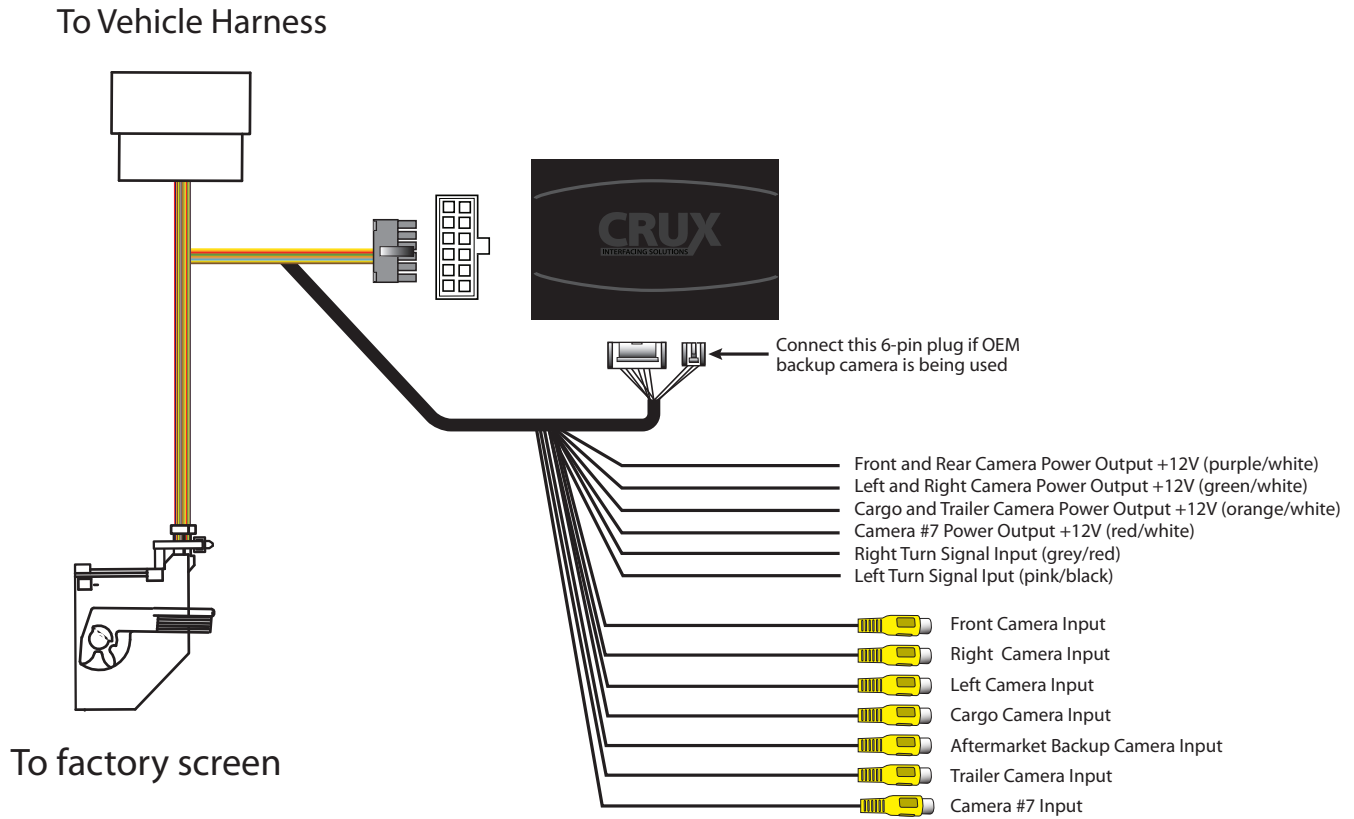 To Vehicle Harness
CRUX
INTERFACING SOLUTIONS
Connect this 6-pin plug if OEM
backup camera is being used
Front and Rear Camera Power Output +12V (purple/white)
Left and Right Camera Power Output +12V (green/white)
Cargo and Trailer Camera Power Output +12V (orange/white)
Camera #7 Power Output +12V (red/white)
Right Turn Signal Input (grey/red)
Left Turn Signal Iput (pink/black)
Front Camera Input
Right Camera Input
Left Camera Input
Cargo Camera Input
Aftermarket Backup Camera Input
Trailer Camera Input
Camera #7 Input
To factory screen